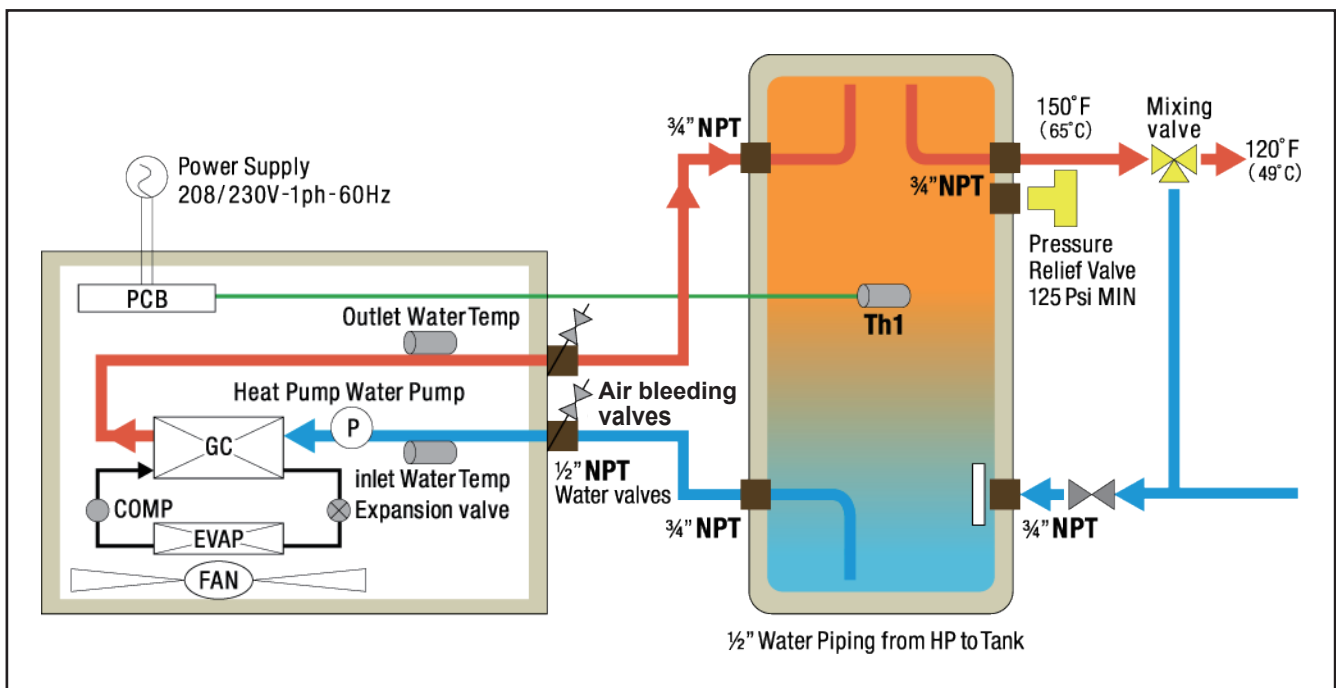 Power Supply
208/230V-1ph-60Hz
PCB
Outlet Water Temp
Heat Pump Water Pump
P
GC
inlet Water Temp
COMP
Expansion valve
EVAP
FAN
Air bleeding
valves
½” NPT
Water valves
¾” NPT
¾” NPT
Th1
¾” NPT
150˚F
(65˚C)
Mixing
valve
120˚F
(49˚C)
Pressure
Relief Valve
125 Psi MIN
¾” NPT
½” Water Piping from HP to Tank